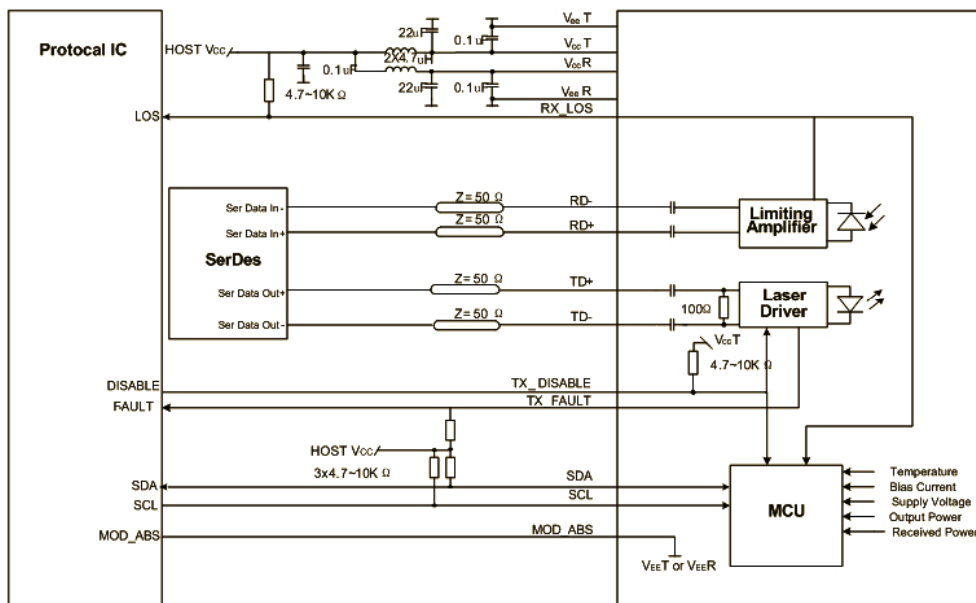 Protocal IC
HOST Vcc
22uF
0.1uF
VeeT
VccT
2X4.7uH
0.1uF
VccR
22uF
0.1uF
VeeR
4.7~10K Ω
LOS
RX_LOS
Ser Data In-
Z=50 Ω
RD-
Ser Data In+
Z=50 Ω
RD+
Limiting
Amplifier
SerDes
Ser Data Out+
Z=50 Ω
TD+
Ser Data Out-
Z=50 Ω
TD-
100Ω
Laser
Driver
VccT
4.7~10K Ω
DISABLE
TX_DISABLE
FAULT
TX_FAULT
HOST Vcc
3x4.7~10K Ω
SDA
SDA
SCL
SCL
MCU
Temperature
Bias Current
Supply Voltage
Output Power
Received Power
MOD_ABS
MOD_ABS
VEET or VEER